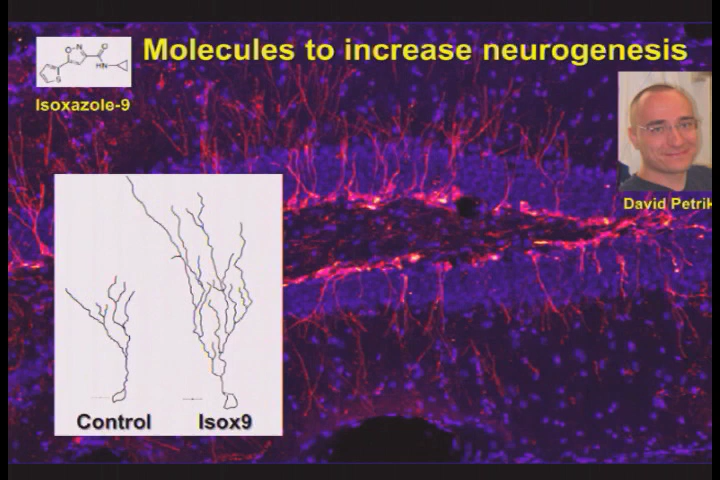 Molecules to increase neurogenesis
Isoxazole-9
David Petrik
Control
Isox9